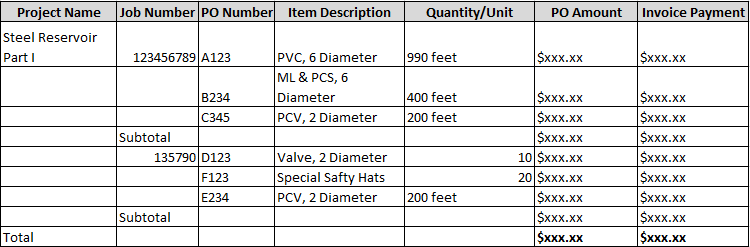 Project Name Job Number PO Number Item Description Quantity/Unit PO Amount Invoice Payment
Steel Reservoir
Part I 123456789 A123 PVC, 6 Diameter 990 feet $xxx.xx $xxx.xx
ML & PCS, 6
B234 Diameter 400 feet $xxx.xx $xxx.xx
C345 PCV, 2 Diameter 200 feet $xxx.xx $xxx.xx
Subtotal $xxx.xx $xxx.xx
135790 D123 Valve, 2 Diameter 10 $xxx.xx $xxx.xx
F123 Special Safty Hats 20 $xxx.xx $xxx.xx
E234 PCV, 2 Diameter 200 feet $xxx.xx $xxx.xx
Subtotal $xxx.xx $xxx.xx
Total $xxx.xx $xxx.xx